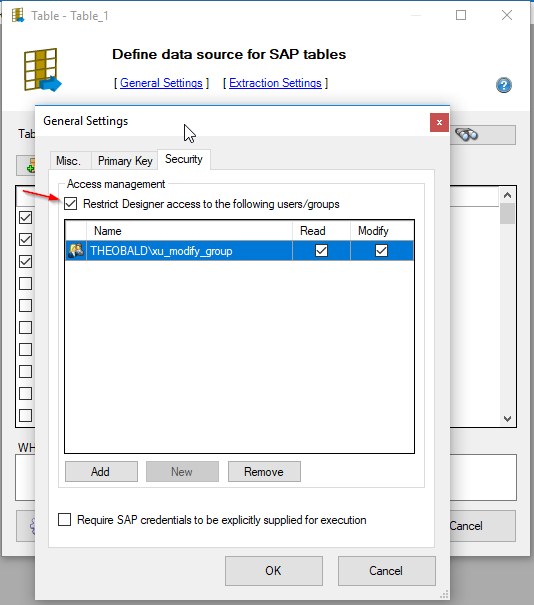 Table - Table_1
Define data source for SAP tables
[ General Settings ] [ Extraction Settings ]
General Settings
x
Misc. Primary Key Security
Access management
Restrict Designer access to the following users/groups
Name Read Modify
THEOBALD\xu_modify_group
Add New Remove
Require SAP credentials to be explicitly supplied for execution
OK Cancel
Cancel